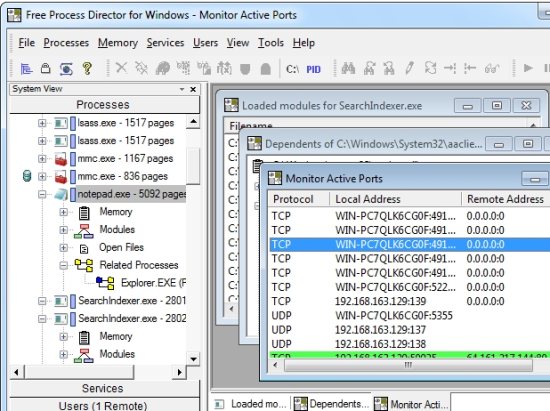 Free Process Director for Windows - Monitor Active Ports
File Processes Memory Services Users View Tools Help
C:\ PID
System View
Processes
lsass.exe - 1517 pages
lsass.exe - 1517 pages
mmc.exe - 1167 pages
mmc.exe - 836 pages
notepad.exe - 5092 pages
Memory
Modules
Open Files
Related Processes
Explorer.EXE (F
SearchIndexer.exe - 2801
SearchIndexer.exe - 2802
Memory
Modules
Services
Users (1 Remote)
Loaded modules for SearchIndexer.exe
Filename
Dependents of C:\Windows\System32\aaclie...
Monitor Active Ports
Protocol Local Address Remote Address
TCP WIN-PC7QLK6CG0F:491... 0.0.0.0:0
TCP WIN-PC7QLK6CG0F:491... 0.0.0.0:0
TCP WIN-PC7QLK6CG0F:491... 0.0.0.0:0
TCP WIN-PC7QLK6CG0F:491... 0.0.0.0:0
TCP WIN-PC7QLK6CG0F:491... 0.0.0.0:0
TCP WIN-PC7QLK6CG0F:522... 0.0.0.0:0
TCP 192.168.163.129:139 0.0.0.0:0
UDP WIN-PC7QLK6CG0F:5355
UDP 192.168.163.129:137
UDP 192.168.163.129:138
TCP
Loaded mo... Dependents... Monitor Acti...